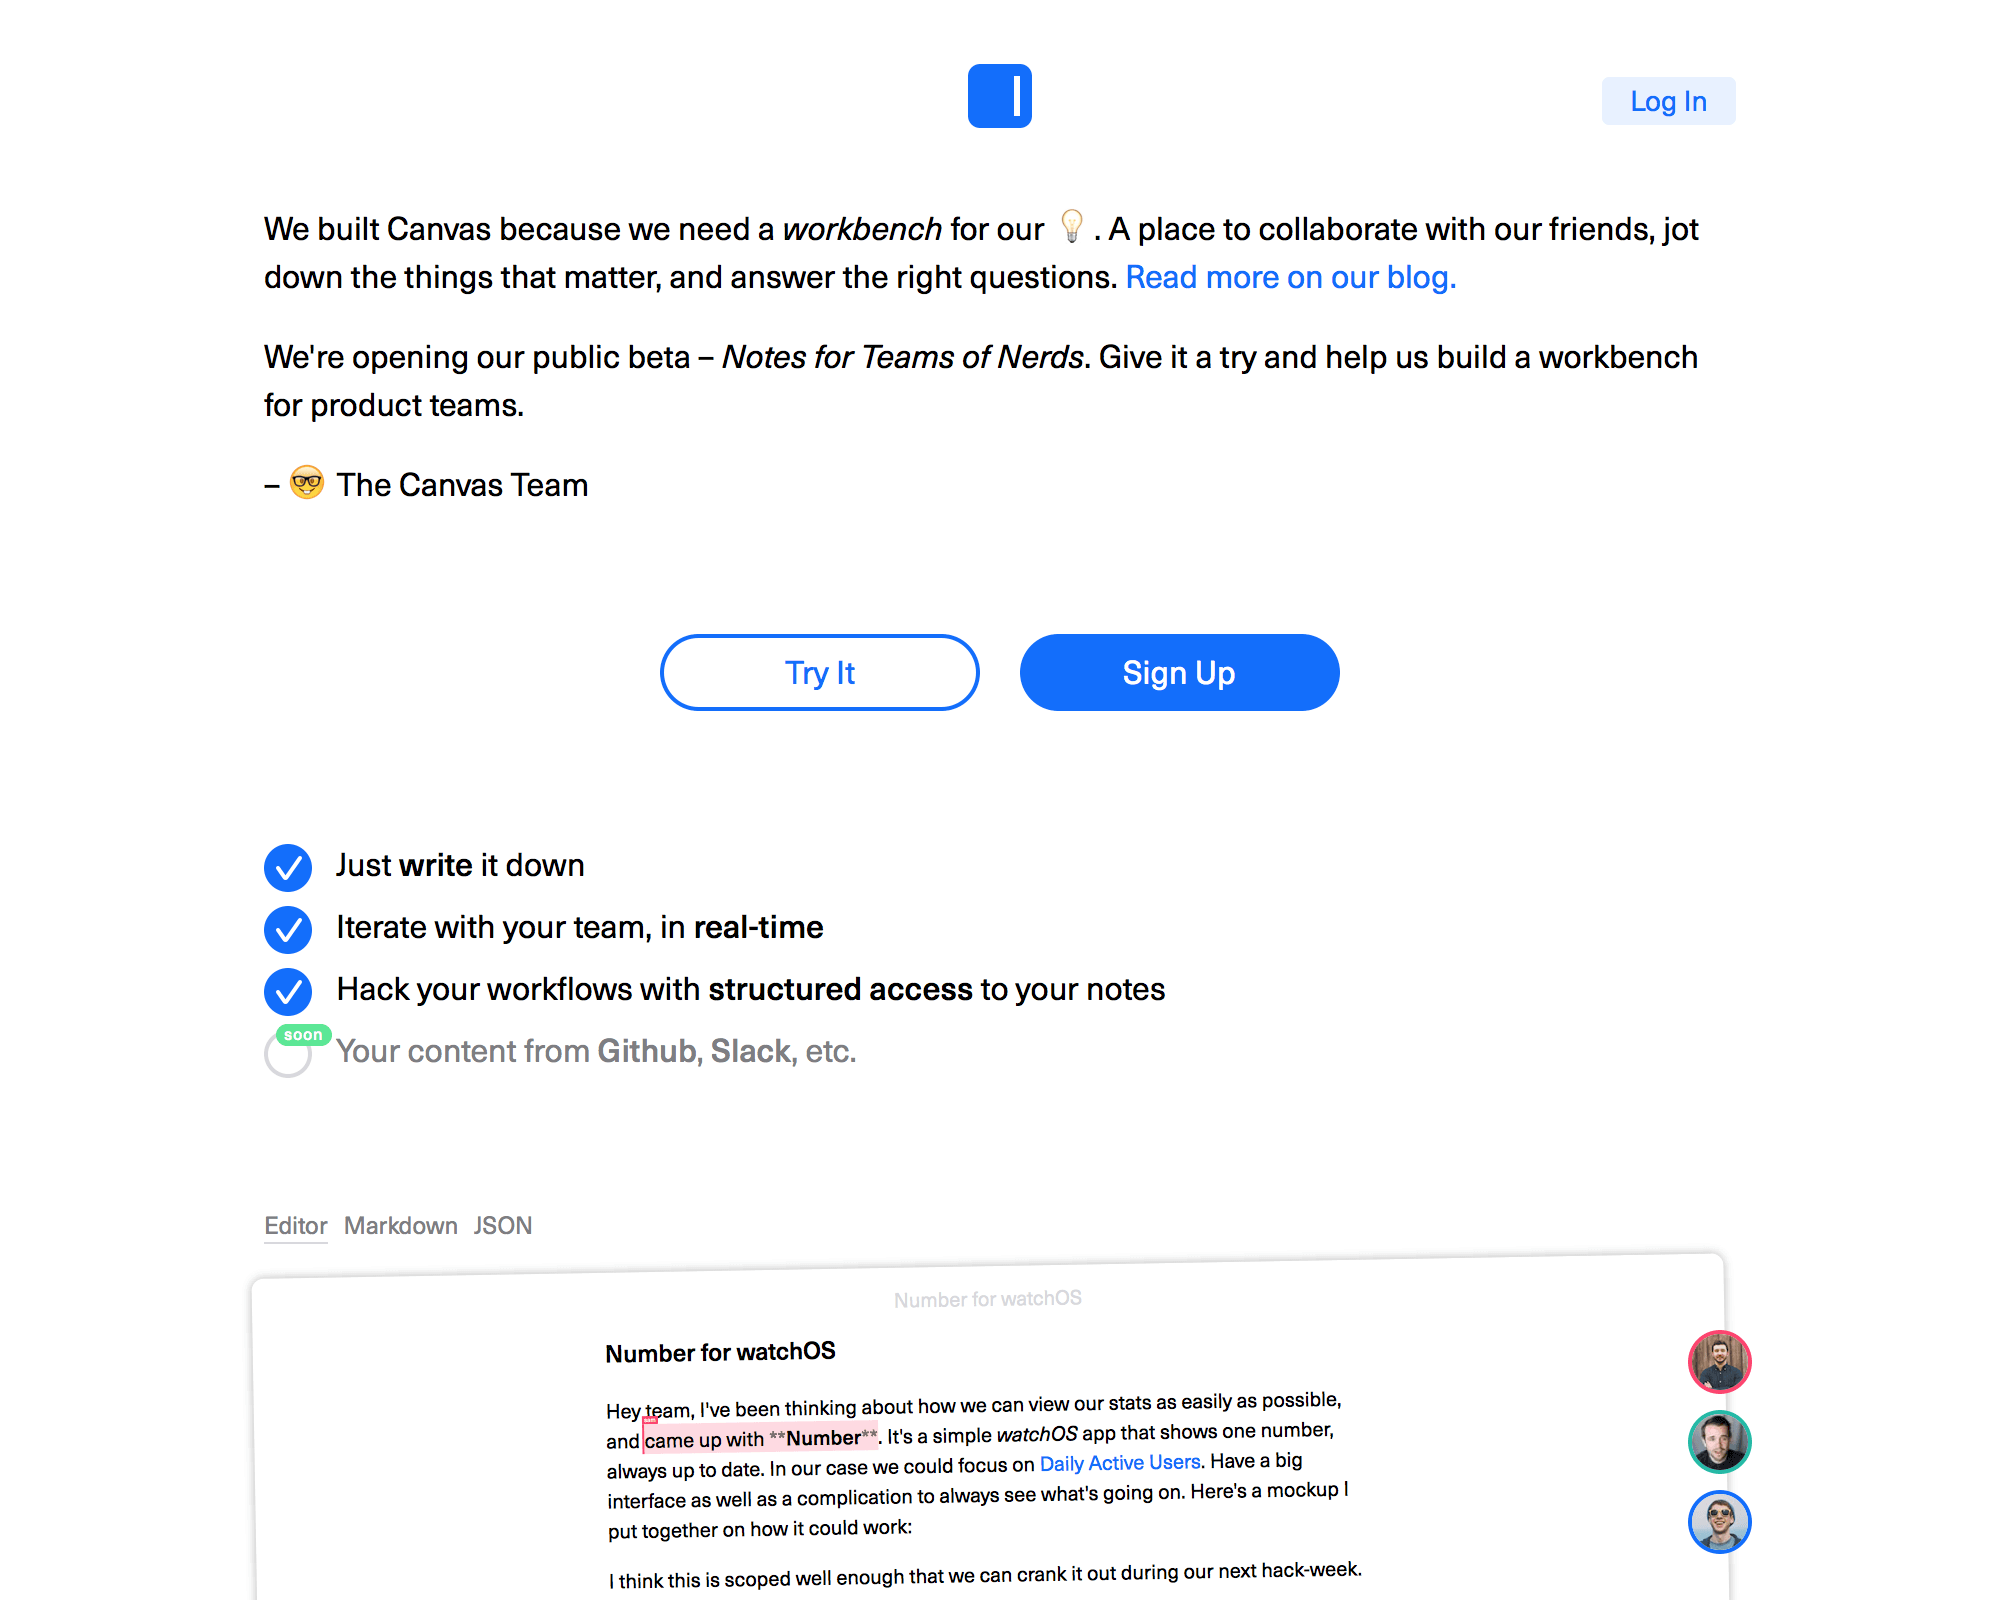 Log In
We built Canvas because we need a workbench for our 💡. A place to collaborate with our friends, jot
down the things that matter, and answer the right questions. Read more on our blog.
We're opening our public beta – Notes for Teams of Nerds. Give it a try and help us build a workbench
for product teams.
– 🤓 The Canvas Team
Try It
Sign Up
Just write it down
Iterate with your team, in real-time
Hack your workflows with structured access to your notes
soon
Your content from Github, Slack, etc.
Editor Markdown JSON
Number for watchOS
Number for watchOS
Hey team, I've been thinking about how we can view our stats as easily as possible,
sam
and came up with **Number**. It's a simple watchOS app that shows one number,
always up to date. In our case we could focus on Daily Active Users. Have a big
interface as well as a complication to always see what's going on. Here's a mockup I
put together on how it could work:
I think this is scoped well enough that we can crank it out during our next hack-week.